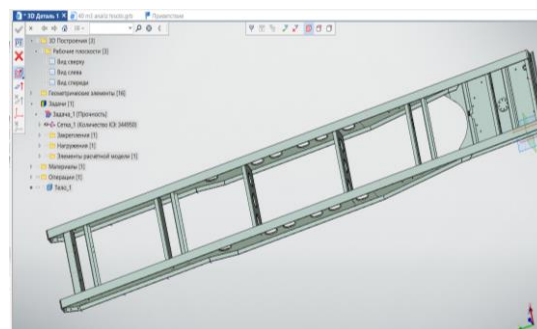 * 3D Деталь 1
Приветствие
3D Построения [3]
Рабочие плоскости [3]
Вид сверху
Вид слева
Вид спереди
Геометрические элементы [16]
Задачи [1]
Задача_1 [Прочность]
Сетка_1 (Количество КЭ: 344950)
Закрепления [1]
Нагружения [1]
Элементы расчетной модели [1]
Материалы [1]
Операции [1]
Тело_1